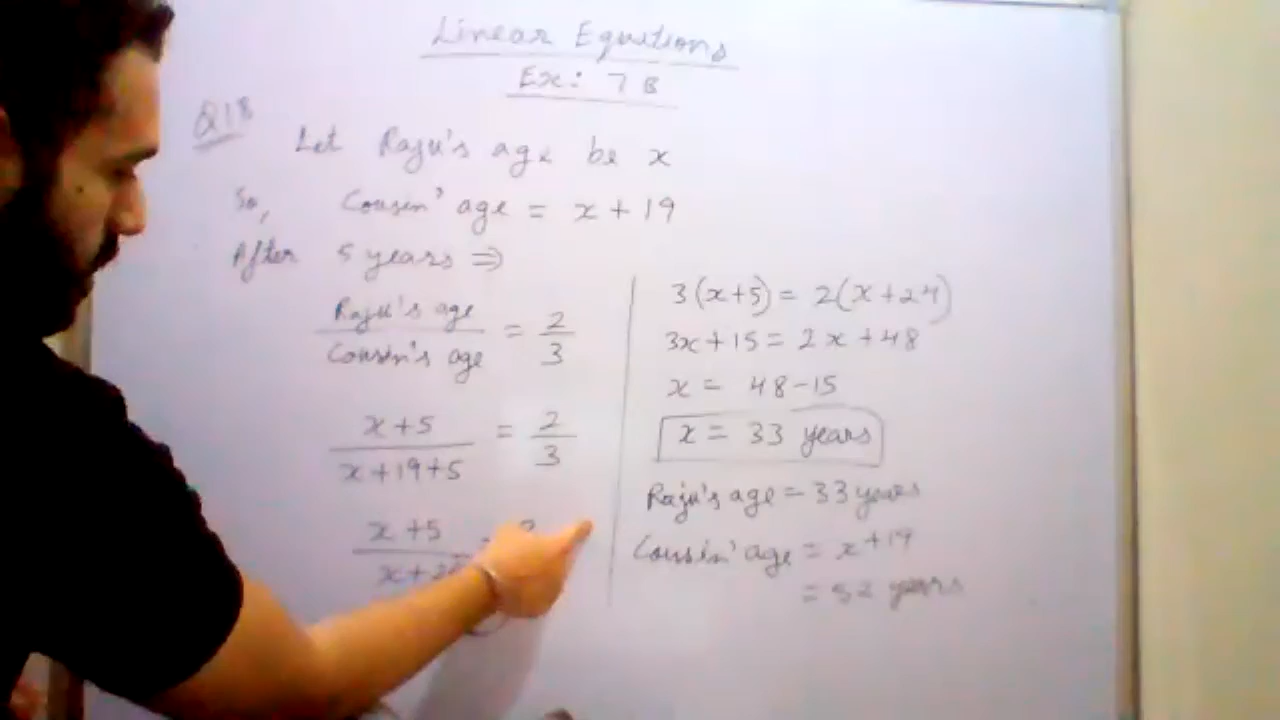 Linear Equations
Ex: 7B
Q18
Let Raju's age be x
So, Cousin' age = x + 19
After 5 years ⇒
Raju's age / Cousin's age = 2/3
x+5 / x+19+5 = 2/3
x+5
3(x+5) = 2(x+24)
3x+15 = 2x+48
x = 48-15
x = 33 years
Raju's age = 33 years
Cousin' age = x+19
= 52 years